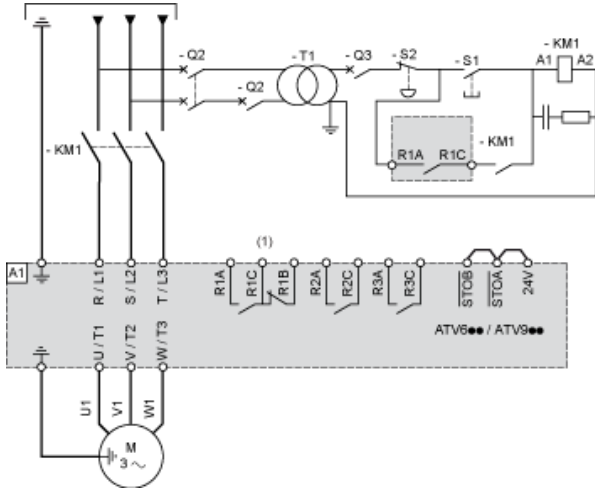 - Q2
- T1
- Q3
- S2
- S1
- KM1
A1 A2
- Q2
- KM1
R1A R1C
- KM1
(1)
A1
R / L1
S / L2
T / L3
R1A
R1C
R1B
R2A
R2C
R3A
R3C
STOB
STOA
24V
ATV6●● / ATV9●●
U / T1
V / T2
W / T3
U1
V1
W1
M
3 ~